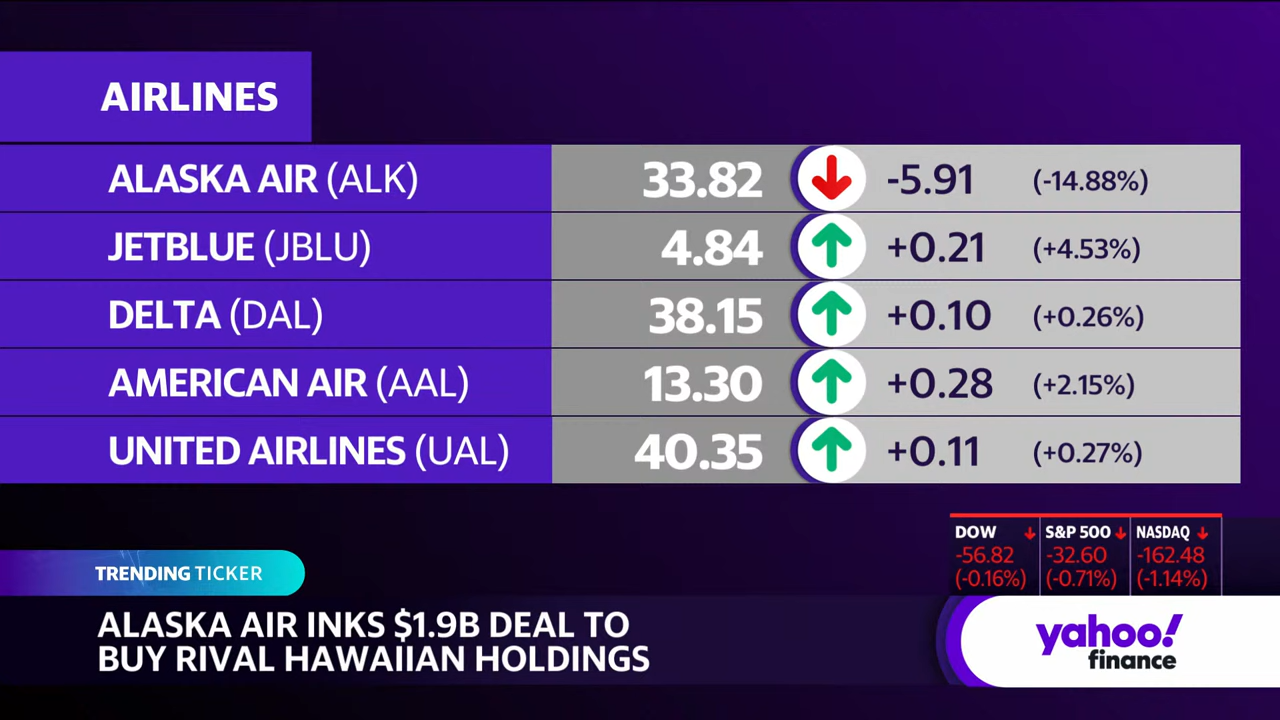 AIRLINES
ALASKA AIR (ALK) 33.82 -5.91 (-14.88%)
JETBLUE (JBLU) 4.84 +0.21 (+4.53%)
DELTA (DAL) 38.15 +0.10 (+0.26%)
AMERICAN AIR (AAL) 13.30 +0.28 (+2.15%)
UNITED AIRLINES (UAL) 40.35 +0.11 (+0.27%)
DOW S&P 500 NASDAQ
-56.82 -32.60 -162.48
(-0.16%) (-0.71%) (-1.14%)
TRENDING TICKER
ALASKA AIR INKS $1.9B DEAL TO
BUY RIVAL HAWAIIAN HOLDINGS
yahoo!
finance